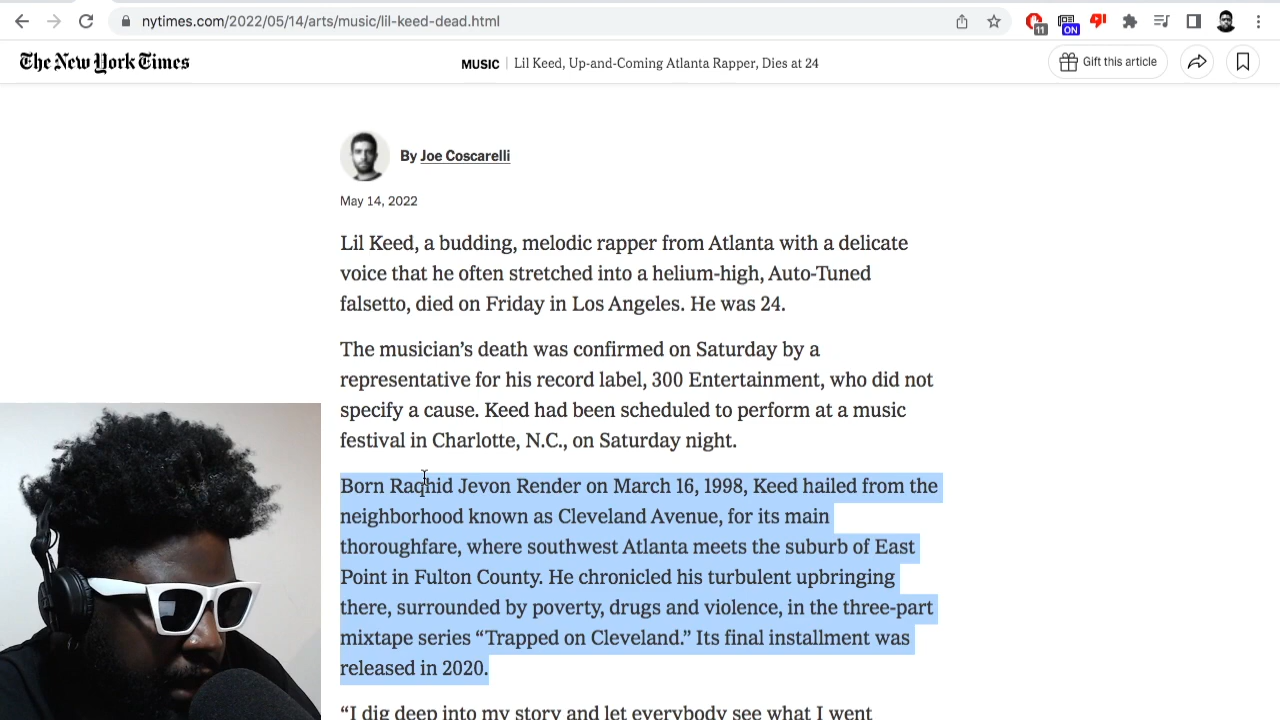 nytimes.com/2022/05/14/arts/music/lil-keed-dead.html
11
ON
The New York Times
MUSIC | Lil Keed, Up-and-Coming Atlanta Rapper, Dies at 24
Gift this article
By Joe Coscarelli
May 14, 2022
Lil Keed, a budding, melodic rapper from Atlanta with a delicate
voice that he often stretched into a helium-high, Auto-Tuned
falsetto, died on Friday in Los Angeles. He was 24.
The musician’s death was confirmed on Saturday by a
representative for his record label, 300 Entertainment, who did not
specify a cause. Keed had been scheduled to perform at a music
festival in Charlotte, N.C., on Saturday night.
Born Raqhid Jevon Render on March 16, 1998, Keed hailed from the
neighborhood known as Cleveland Avenue, for its main
thoroughfare, where southwest Atlanta meets the suburb of East
Point in Fulton County. He chronicled his turbulent upbringing
there, surrounded by poverty, drugs and violence, in the three-part
mixtape series “Trapped on Cleveland.” Its final installment was
released in 2020.
“I dig deep into my story and let everybody see what I went